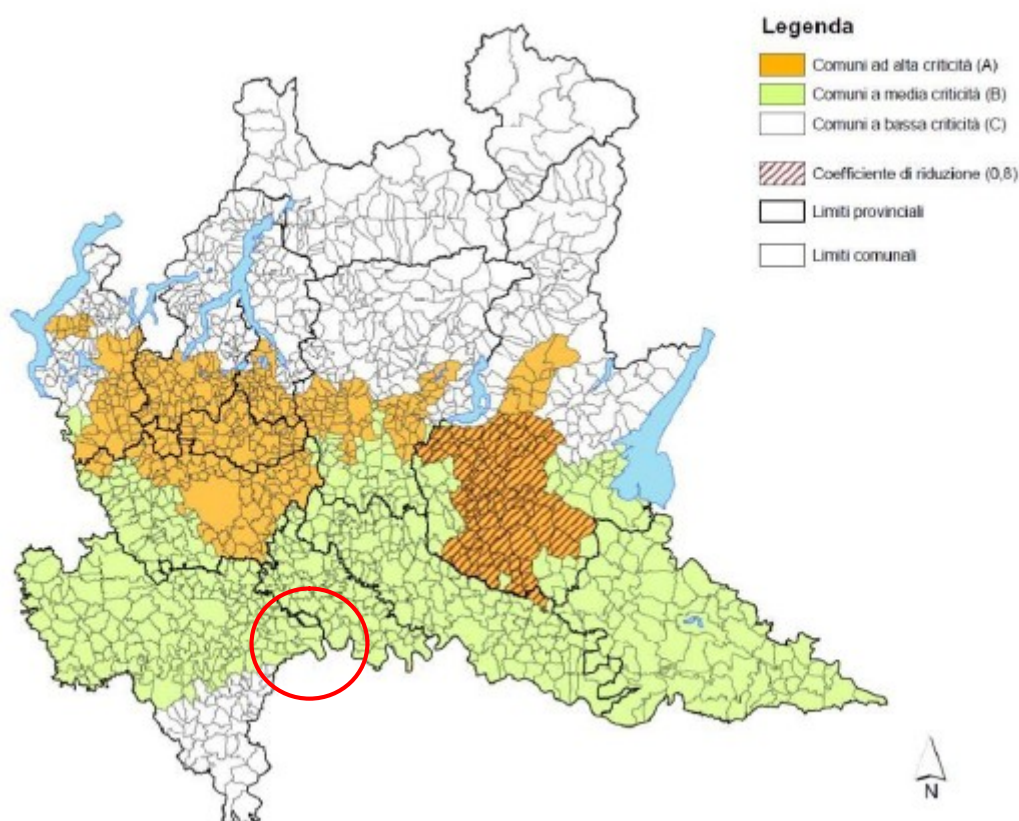 Legenda
Comuni ad alta criticità (A)
Comuni a media criticità (B)
Comuni a bassa criticità (C)
Coefficiente di riduzione (0,8)
Limiti provinciali
Limiti comunali
N